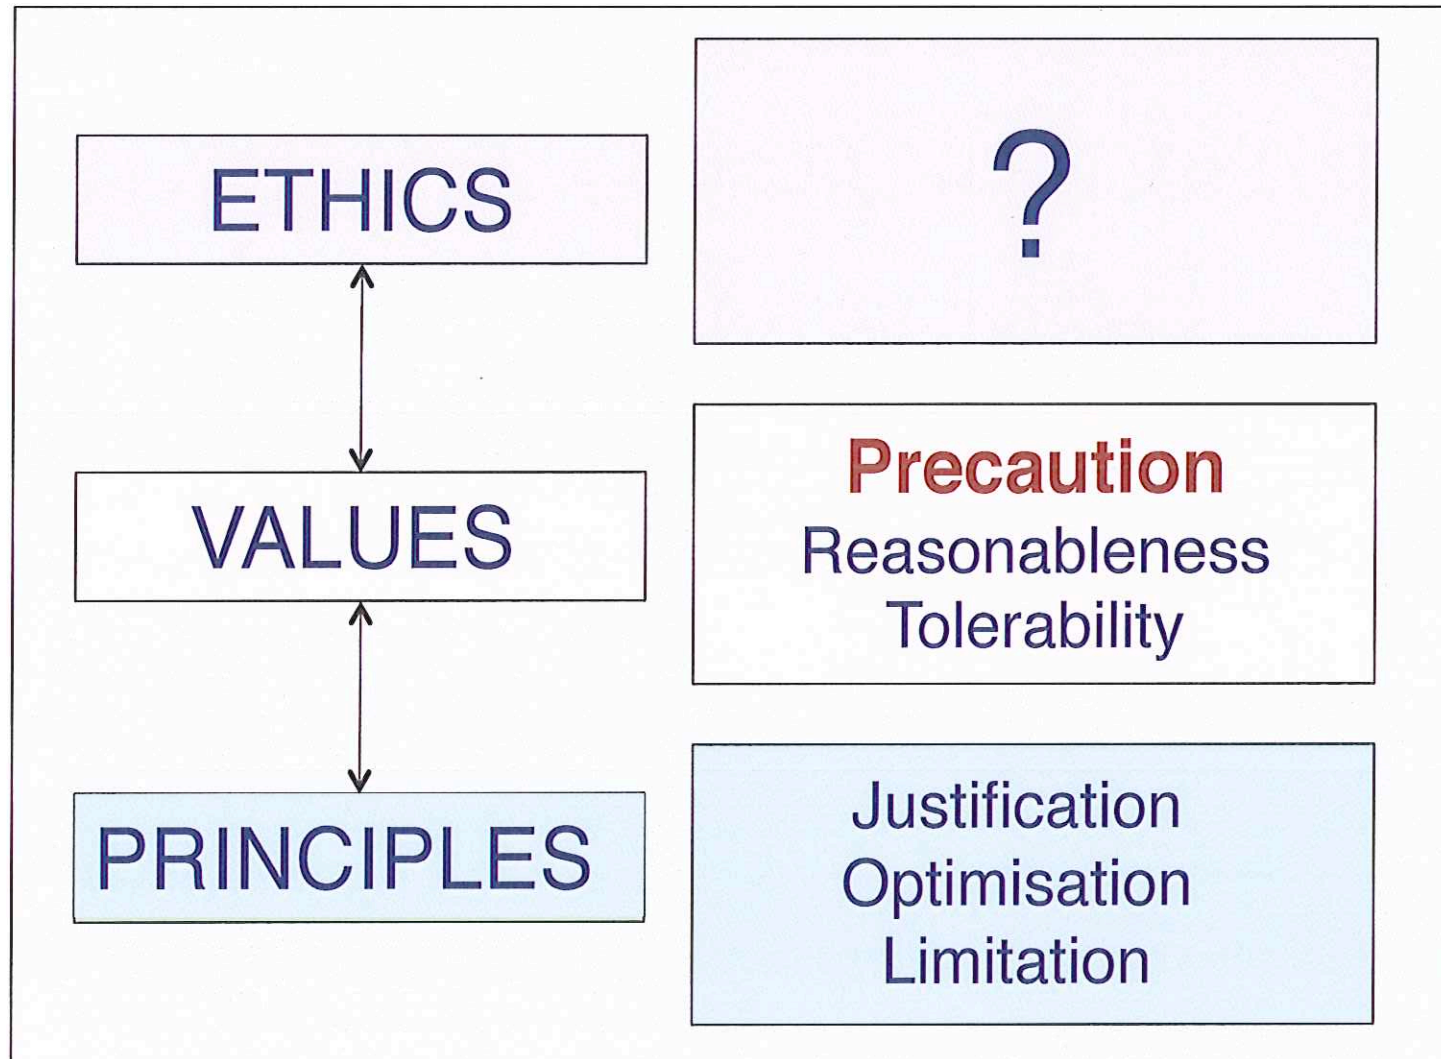 ETHICS
?
VALUES
Precaution
Reasonableness
Tolerability
PRINCIPLES
Justification
Optimisation
Limitation